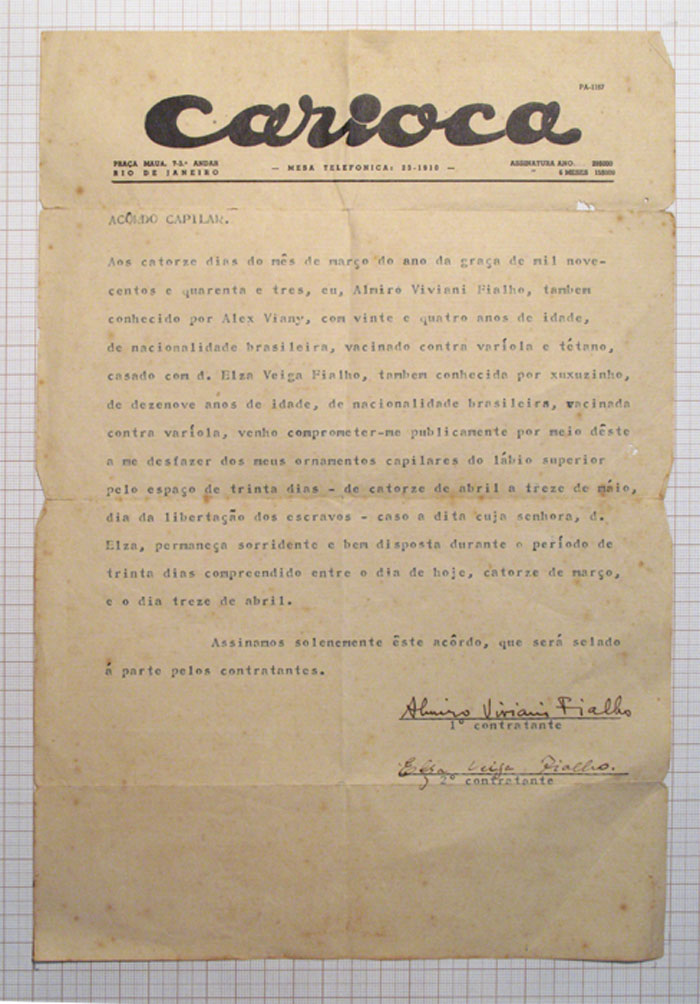 PA-1157
Carioca
PRAÇA MAUA, 7-3.º ANDAR
RIO DE JANEIRO
— MESA TELEFONICA: 23-1910 —
ASSINATURA ANO
" 6 MESES
ACÔRDO CAPILAR.
Aos catorze dias do mês de março do ano da graça de mil nove-
centos e quarenta e tres, eu, Almiro Viviani Fialho, tambem
conhecido por Alex Viany, com vinte e quatro anos de idade,
de nacionalidade brasileira, vacinado contra varíola e tétano,
casado com d. Elza Veiga Fialho, tambem conhecida por xuxuzinho,
de dezenove anos de idade, de nacionalidade brasileira, vacinada
contra varíola, venho comprometer-me publicamente por meio dêste
a me desfazer dos meus ornamentos capilares do lábio superior
pelo espaço de trinta dias - de catorze de abril a treze de máio,
dia da libertação dos escravos - caso a dita cuja senhora, d.
Elza, permaneça sorridente e bem disposta durante o período de
trinta dias compreendido entre o dia de hoje, catorze de março,
e o dia treze de abril.
Assinamos solenemente êste acôrdo, que será selado
á parte pelos contratantes.
Almiro Viviani Fialho
1º contratante
Elza Veiga Fialho.
2º contratante